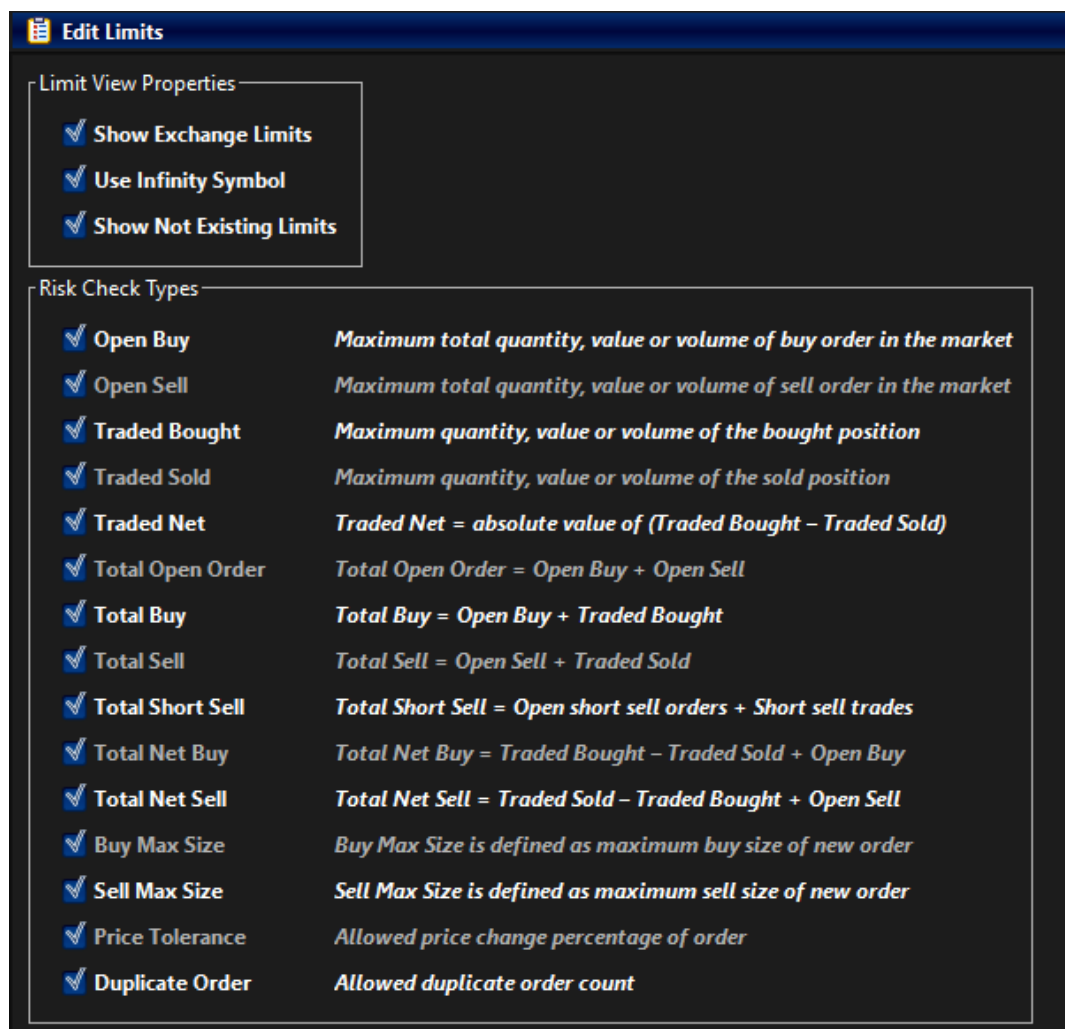 Edit Limits
Limit View Properties
Show Exchange Limits
Use Infinity Symbol
Show Not Existing Limits
Risk Check Types
Open Buy Maximum total quantity, value or volume of buy order in the market
Open Sell Maximum total quantity, value or volume of sell order in the market
Traded Bought Maximum quantity, value or volume of the bought position
Traded Sold Maximum quantity, value or volume of the sold position
Traded Net Traded Net = absolute value of (Traded Bought – Traded Sold)
Total Open Order Total Open Order = Open Buy + Open Sell
Total Buy Total Buy = Open Buy + Traded Bought
Total Sell Total Sell = Open Sell + Traded Sold
Total Short Sell Total Short Sell = Open short sell orders + Short sell trades
Total Net Buy Total Net Buy = Traded Bought – Traded Sold + Open Buy
Total Net Sell Total Net Sell = Traded Sold – Traded Bought + Open Sell
Buy Max Size Buy Max Size is defined as maximum buy size of new order
Sell Max Size Sell Max Size is defined as maximum sell size of new order
Price Tolerance Allowed price change percentage of order
Duplicate Order Allowed duplicate order count